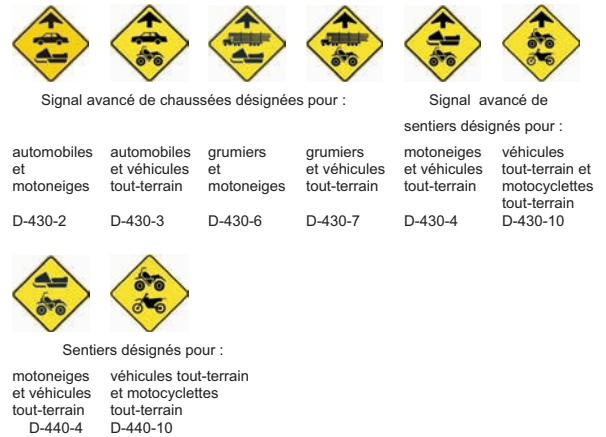 Signal avancé de chaussées désignées pour :
Signal avancé de
sentiers désignés pour :
automobiles
et
motoneiges
D-430-2
automobiles
et véhicules
tout-terrain
D-430-3
grumiers
et
motoneiges
D-430-6
grumiers
et véhicules
tout-terrain
D-430-7
motoneiges
et véhicules
tout-terrain
D-430-4
véhicules
tout-terrain et
motocyclettes
tout-terrain
D-430-10
Sentiers désignés pour :
motoneiges
et véhicules
tout-terrain
D-440-4
véhicules tout-terrain
et motocyclettes
tout-terrain
D-440-10